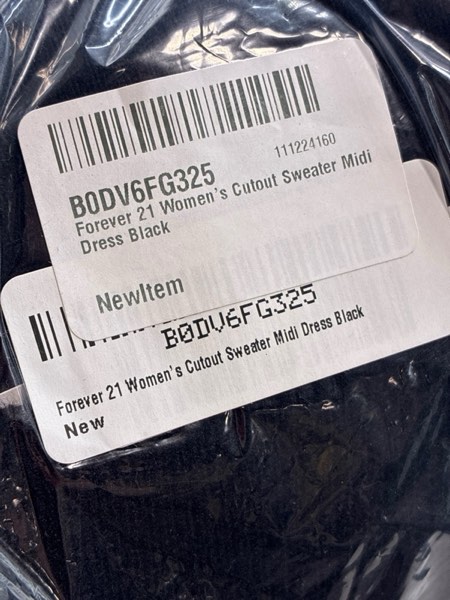 111224160
B0DV6FG325
Forever 21 Women's Cutout Sweater Midi
Dress Black
NewItem
B0DV6FG325
Forever 21 Women's Cutout Sweater Midi Dress Black
New